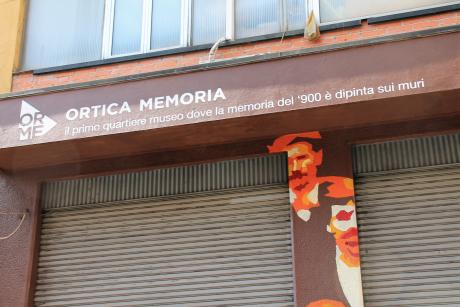 OR
ME
ORTICA MEMORIA
il primo quartiere museo dove la memoria del '900 è dipinta sui muri